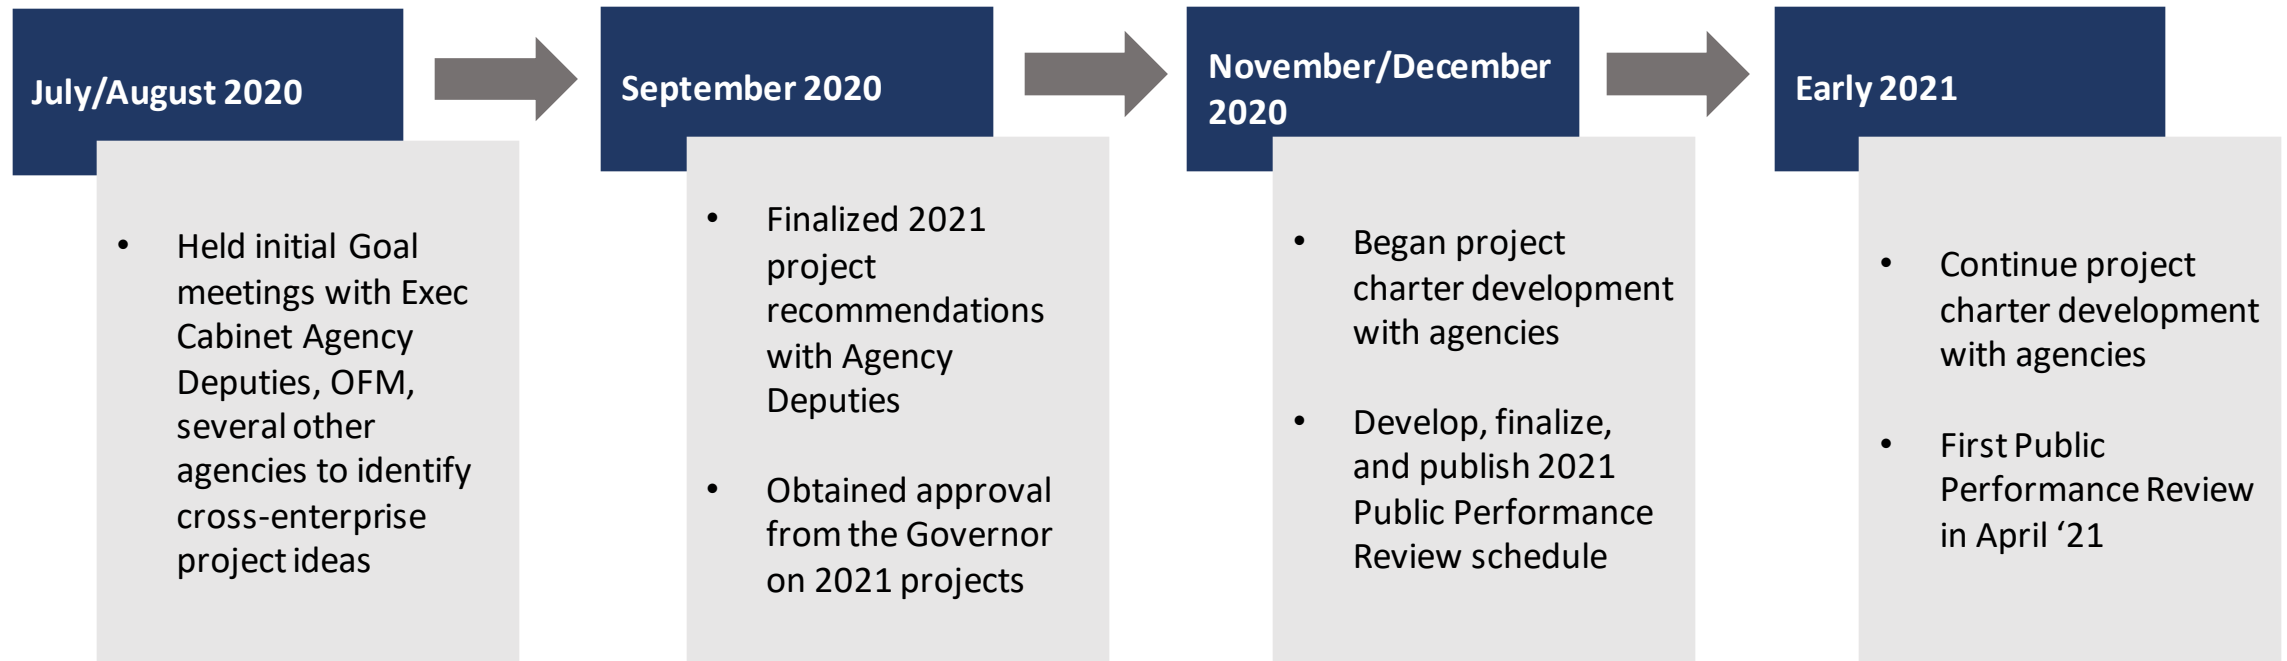 July/August 2020
• Held initial Goal
meetings with Exec
Cabinet Agency
Deputies, OFM,
several other
agencies to identify
cross-enterprise
project ideas
September 2020
• Finalized 2021
project
recommendations
with Agency
Deputies
• Obtained approval
from the Governor
on 2021 projects
November/December
2020
• Began project
charter development
with agencies
• Develop, finalize,
and publish 2021
Public Performance
Review schedule
Early 2021
• Continue project
charter development
with agencies
• First Public
Performance Review
in April ‘21